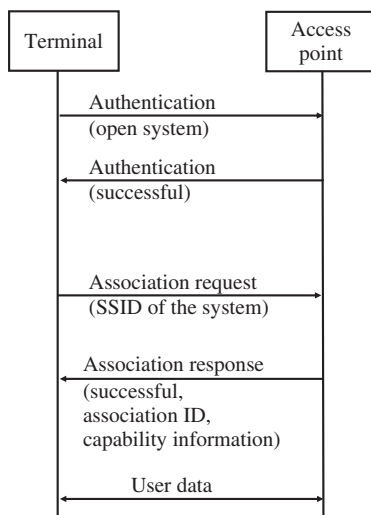 Terminal
Access
point
Authentication
(open system)
Authentication
(successful)
Association request
(SSID of the system)
Association response
(successful,
association ID,
capability information)
User data